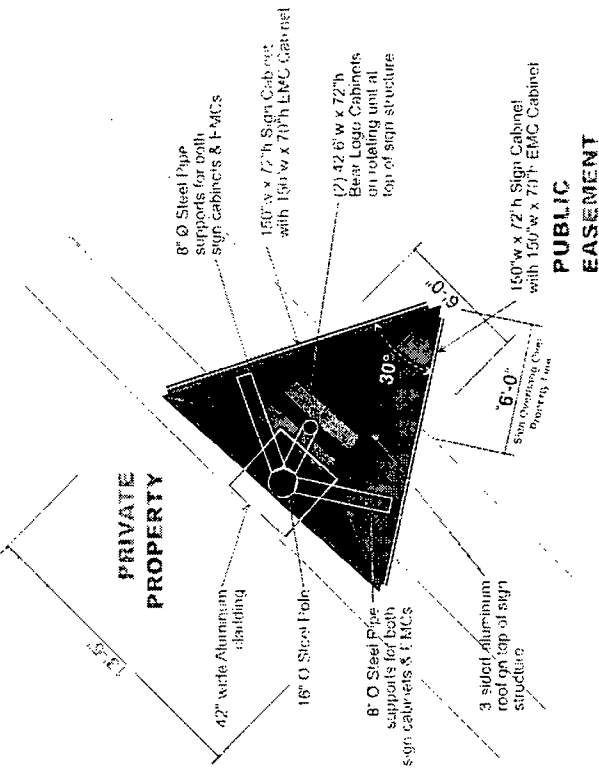 8" Ø Steel Pipe
supports for both
sign cabinets & EMCs
150"w x 72"h Sign Cabinet
with 150"w x 70"h EMC Cabinet
(2) 42.6"w x 72"h
Bear Logo Cabinets
on rotating unit at
top of sign structure
150"w x 72"h Sign Cabinet
with 150"w x 70"h EMC Cabinet
PUBLIC
EASEMENT
PRIVATE
PROPERTY
13'-6"
42" wide Aluminum
cladding
16" O Steel Pole
8" O Steel Pipe
supports for both
sign cabinets & EMCs
3 sided aluminum
roof on top of sign
structure
30°
6'-0"
6'-0"
Sign Overhang Over
Property Line